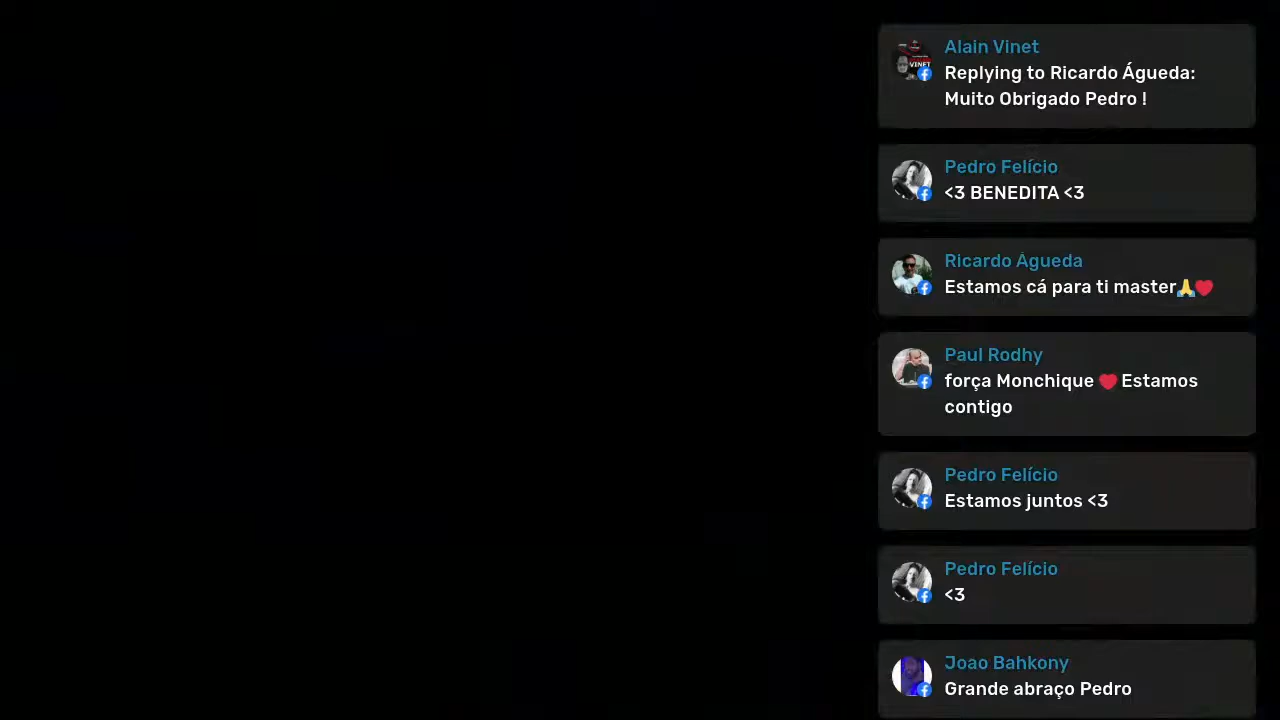 Alain Vinet
Replying to Ricardo Águeda:
Muito Obrigado Pedro !
VINET
Pedro Felício
<3 BENEDITA <3
Ricardo Águeda
Estamos cá para ti master🙏❤️
Paul Rodhy
força Monchique ❤️ Estamos
contigo
Pedro Felício
Estamos juntos <3
Pedro Felício
<3
Joao Bahkony
Grande abraço Pedro